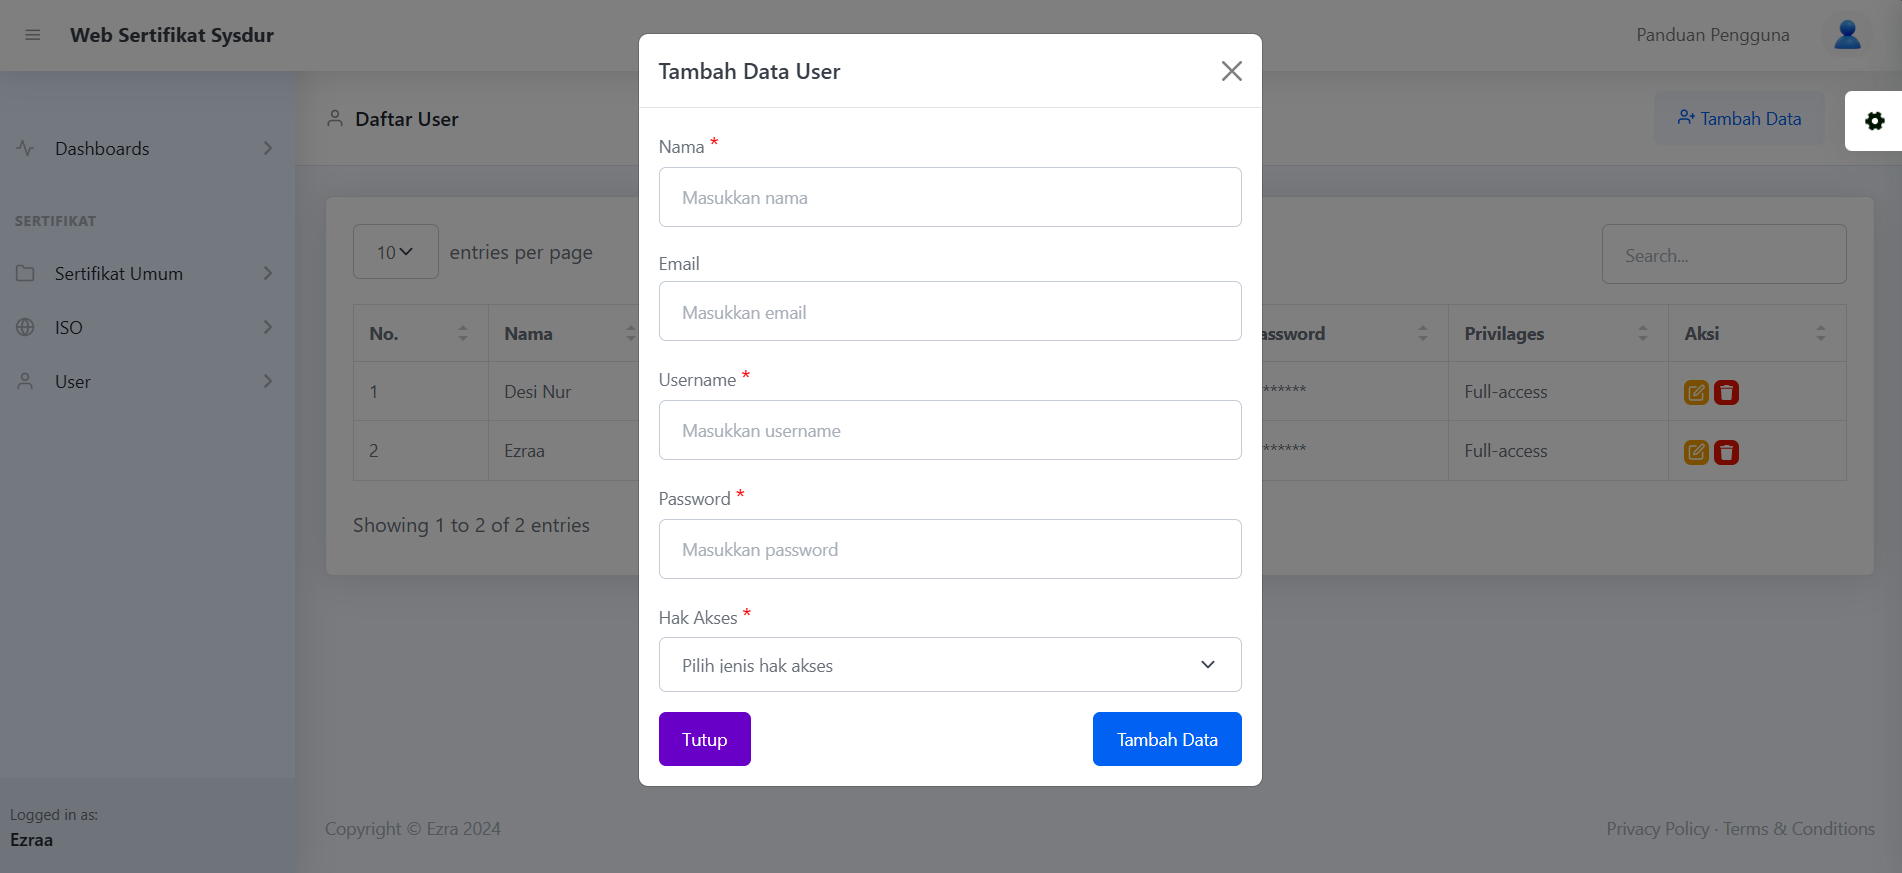 Web Sertifikat Sysdur
Panduan Pengguna
Dashboards
SERTIFIKAT
Sertifikat Umum
ISO
User
Logged in as:
Ezraa
Daftar User
Tambah Data
10 entries per page
Search...
No. Nama assword Privilages Aksi
1 Desi Nur ******* Full-access
2 Ezraa ******* Full-access
Showing 1 to 2 of 2 entries
Tambah Data User
Nama *
Masukkan nama
Email
Masukkan email
Username *
Masukkan username
Password *
Masukkan password
Hak Akses *
Pilih jenis hak akses
Tutup Tambah Data
Copyright © Ezra 2024
Privacy Policy · Terms & Conditions